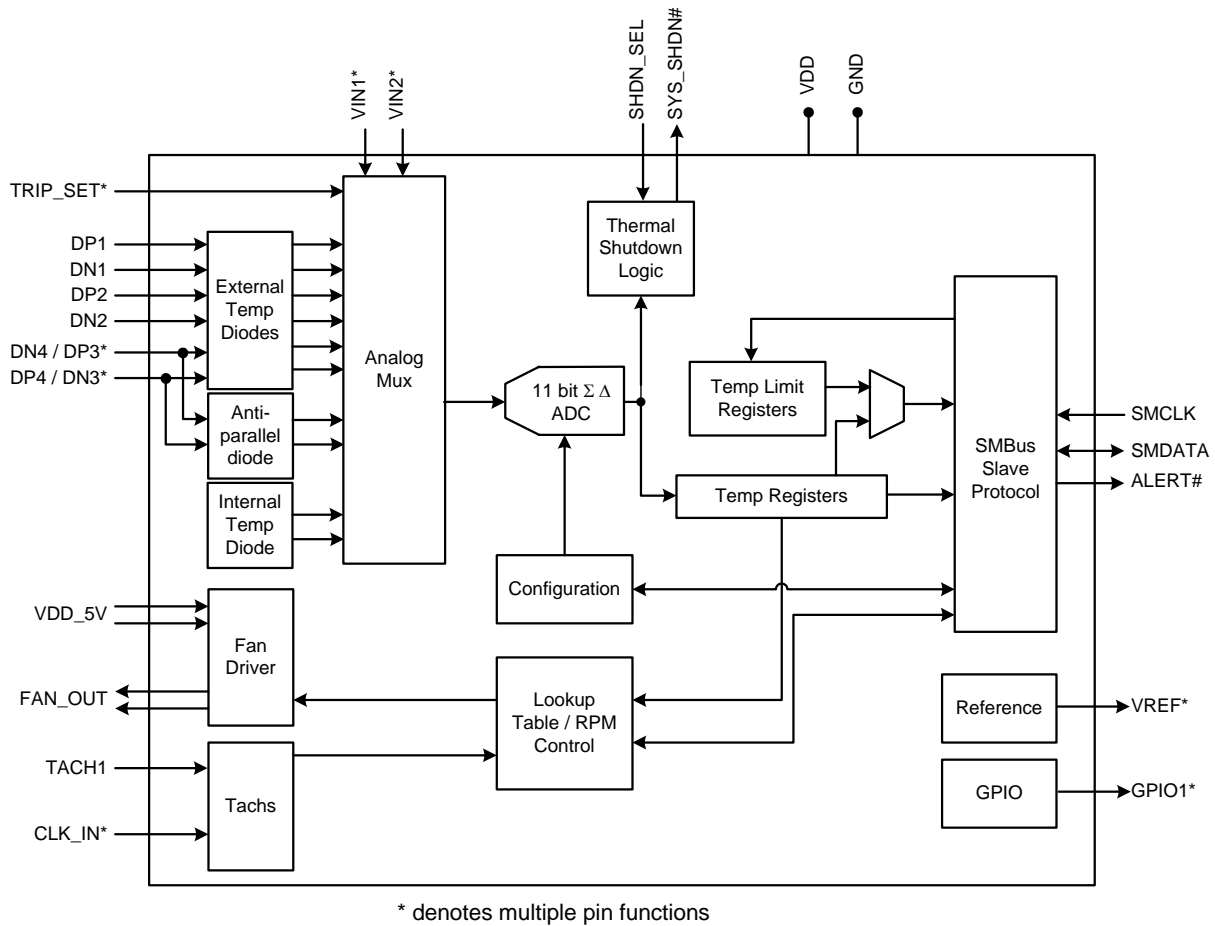 VIN1*
VIN2*
SHDN_SEL
SYS_SHDN#
VDD
GND
TRIP_SET*
DP1
DN1
DP2
DN2
DN4 / DP3*
DP4 / DN3*
External
Temp
Diodes
Anti-
parallel
diode
Internal
Temp
Diode
Analog
Mux
Thermal
Shutdown
Logic
11 bit Σ Δ
ADC
Temp Limit
Registers
Temp Registers
SMBus
Slave
Protocol
SMCLK
SMDATA
ALERT#
Configuration
VDD_5V
FAN_OUT
Fan
Driver
Lookup
Table / RPM
Control
Reference
VREF*
TACH1
CLK_IN*
Tachs
GPIO
GPIO1*
* denotes multiple pin functions